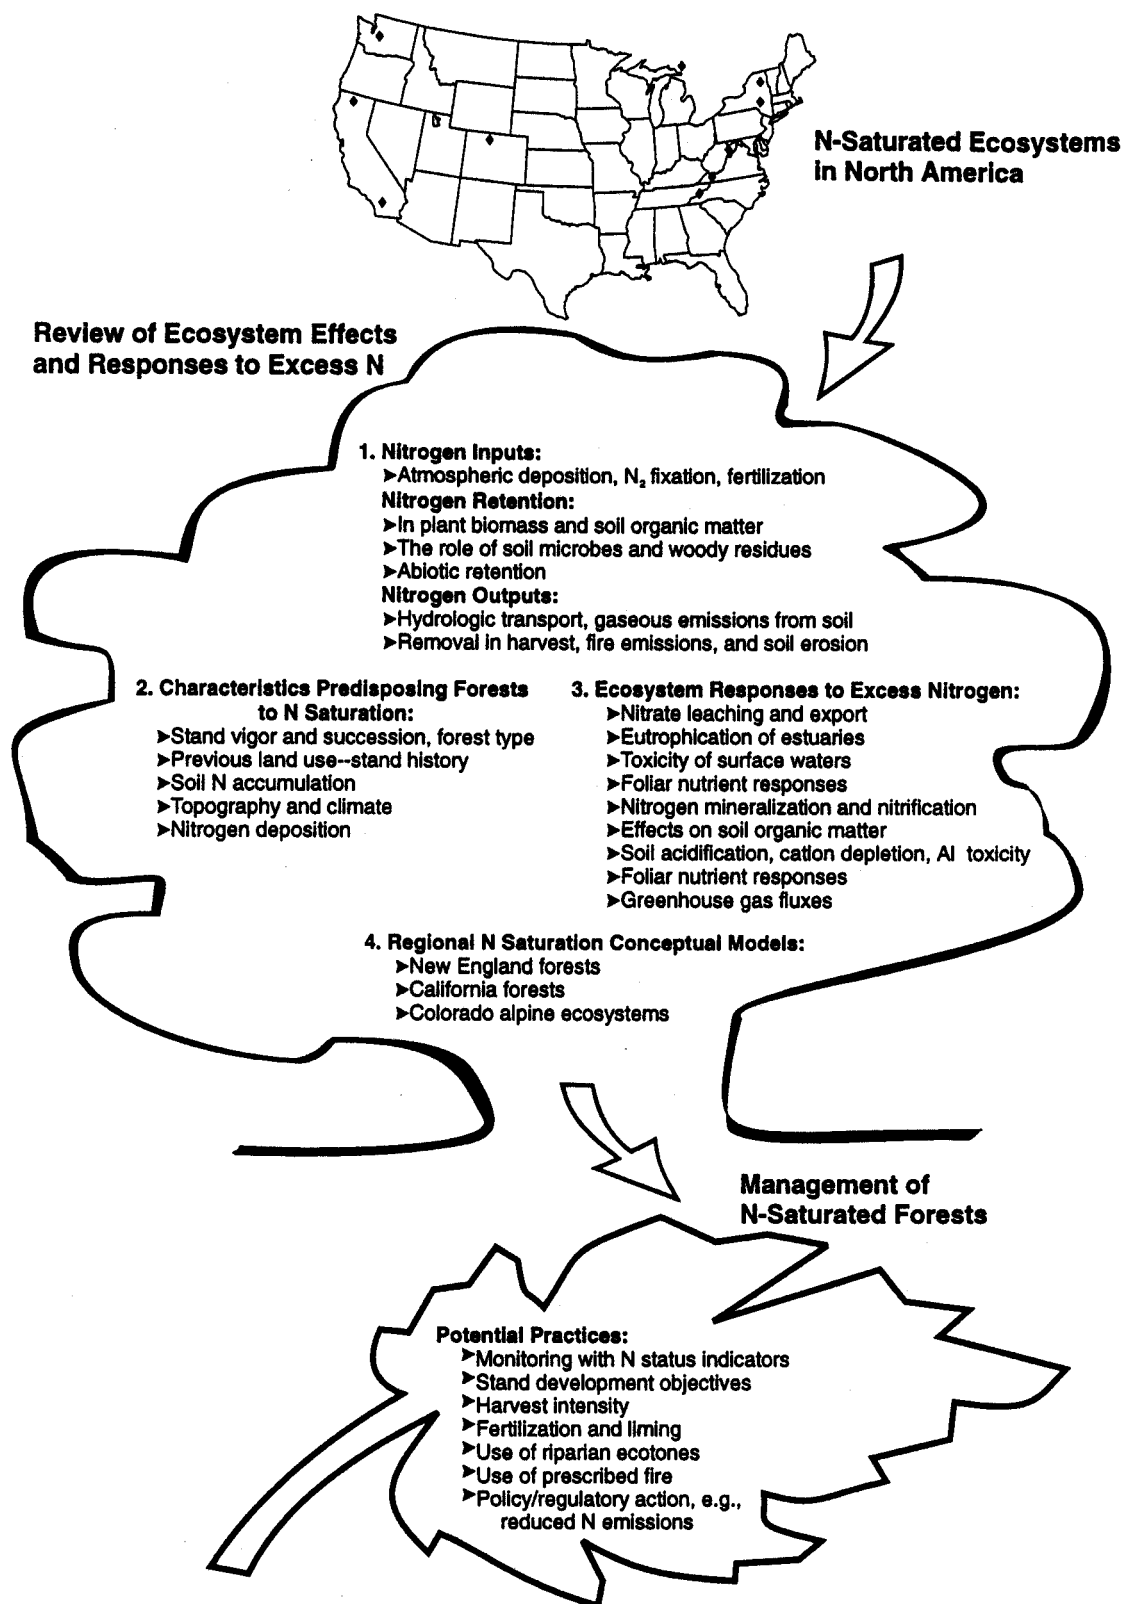 N-Saturated Ecosystems
in North America
Review of Ecosystem Effects
and Responses to Excess N
1. Nitrogen Inputs:
➤Atmospheric deposition, N₂ fixation, fertilization
Nitrogen Retention:
➤In plant biomass and soil organic matter
➤The role of soil microbes and woody residues
➤Abiotic retention
Nitrogen Outputs:
➤Hydrologic transport, gaseous emissions from soil
➤Removal in harvest, fire emissions, and soil erosion
2. Characteristics Predisposing Forests
to N Saturation:
➤Stand vigor and succession, forest type
➤Previous land use--stand history
➤Soil N accumulation
➤Topography and climate
➤Nitrogen deposition
3. Ecosystem Responses to Excess Nitrogen:
➤Nitrate leaching and export
➤Eutrophication of estuaries
➤Toxicity of surface waters
➤Foliar nutrient responses
➤Nitrogen mineralization and nitrification
➤Effects on soil organic matter
➤Soil acidification, cation depletion, Al toxicity
➤Foliar nutrient responses
➤Greenhouse gas fluxes
4. Regional N Saturation Conceptual Models:
➤New England forests
➤California forests
➤Colorado alpine ecosystems
Management of
N-Saturated Forests
Potential Practices:
➤Monitoring with N status indicators
➤Stand development objectives
➤Harvest intensity
➤Fertilization and liming
➤Use of riparian ecotones
➤Use of prescribed fire
➤Policy/regulatory action, e.g.,
reduced N emissions